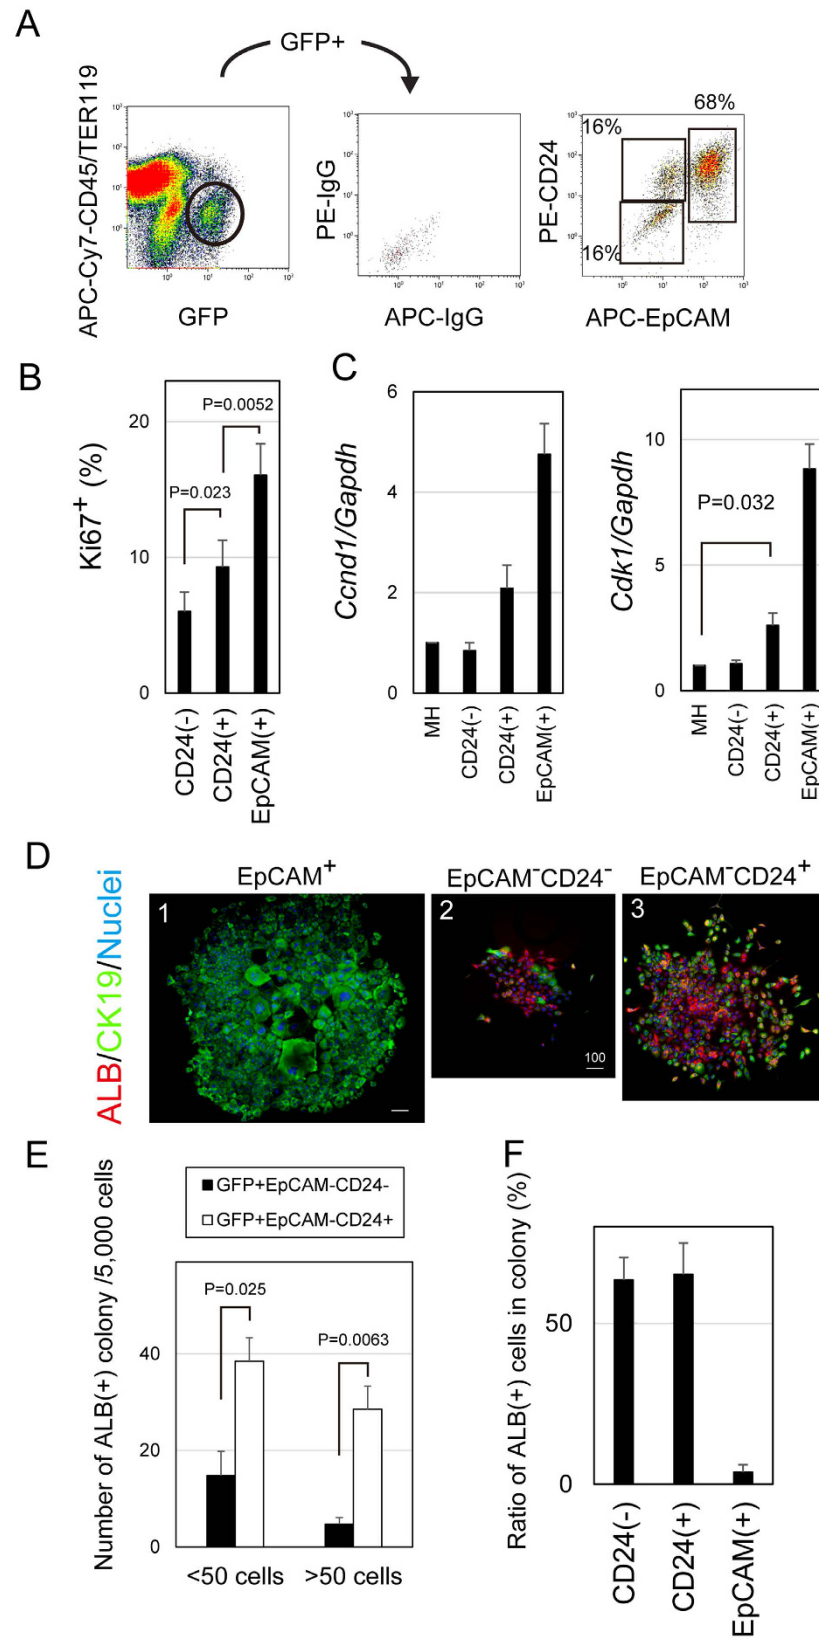 A
GFP+
APC-Cy7-CD45/TER119
GFP
PE-IgG
APC-IgG
PE-CD24
APC-EpCAM
68%
16%
16%
B
Ki67+ (%)
20
10
0
P=0.0052
P=0.023
CD24(-)
CD24(+)
EpCAM(+)
C
Ccnd1/Gapdh
6
4
2
0
MH
CD24(-)
CD24(+)
EpCAM(+)
Cdk1/Gapdh
10
5
0
P=0.032
MH
CD24(-)
CD24(+)
EpCAM(+)
D
ALB/CK19/Nuclei
EpCAM+
EpCAM-CD24-
EpCAM-CD24+
1
2
3
100
E
GFP+EpCAM-CD24-
GFP+EpCAM-CD24+
Number of ALB(+) colony /5,000 cells
40
20
0
P=0.025
P=0.0063
<50 cells
>50 cells
F
Ratio of ALB(+) cells in colony (%)
50
0
CD24(-)
CD24(+)
EpCAM(+)